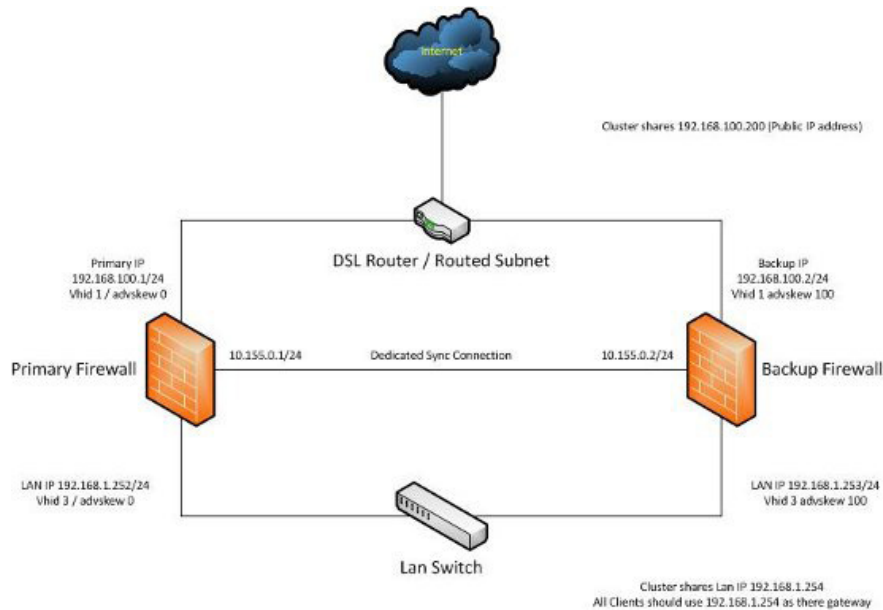 Internet
Cluster shares 192.168.100.200 (Public IP address)
DSL Router / Routed Subnet
Primary IP
192.168.100.1/24
Vhid 1 / advskew 0
Backup IP
192.168.100.2/24
Vhid 1 advskew 100
Primary Firewall
10.155.0.1/24
Dedicated Sync Connection
10.155.0.2/24
Backup Firewall
LAN IP 192.168.1.252/24
Vhid 3 / advskew 0
LAN IP 192.168.1.253/24
Vhid 3 advskew 100
Lan Switch
Cluster shares Lan IP 192.168.1.254
All Clients should use 192.168.1.254 as there gateway